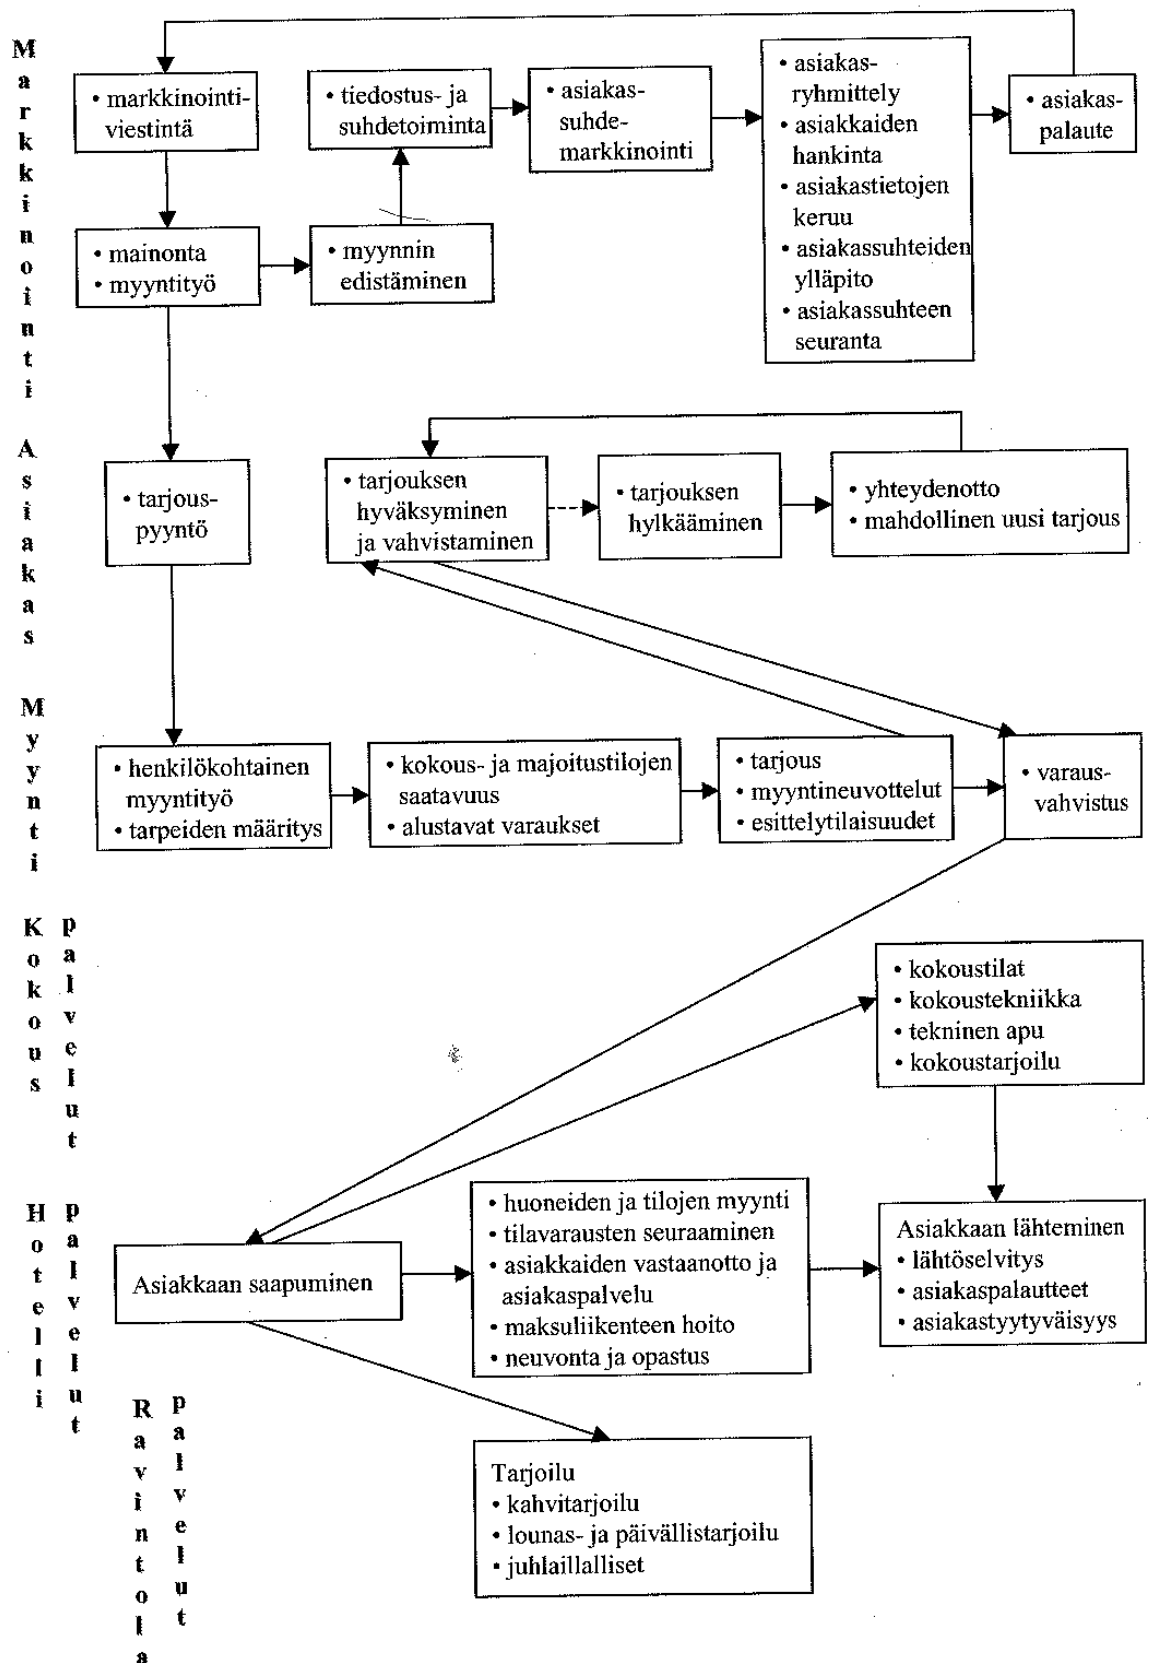 Markkinointi
• markkinointi-
viestintä
• tiedostus- ja
suhdetoiminta
• asiakas-
suhde-
markkinointi
• asiakas-
ryhmittely
• asiakkaiden
hankinta
• asiakastietojen
keruu
• asiakassuhteiden
ylläpito
• asiakassuhteen
seuranta
• asiakas-
palaute
• mainonta
• myyntityö
• myynnin
edistäminen
Asiakas
• tarjous-
pyyntö
• tarjouksen
hyväksyminen
ja vahvistaminen
• tarjouksen
hylkääminen
• yhteydenotto
• mahdollinen uusi tarjous
Myynti
• henkilökohtainen
myyntityö
• tarpeiden määritys
• kokous- ja majoitustilojen
saatavuus
• alustavat varaukset
• tarjous
• myyntineuvottelut
• esittelytilaisuudet
• varaus-
vahvistus
Kokous
palvelut
• kokoustilat
• kokoustekniikka
• tekninen apu
• kokoustarjoilu
Hotelli
palvelut
Asiakkaan saapuminen
• huoneiden ja tilojen myynti
• tilavarausten seuraaminen
• asiakkaiden vastaanotto ja
asiakaspalvelu
• maksuliikenteen hoito
• neuvonta ja opastus
Asiakkaan lähteminen
• lähtöselvitys
• asiakaspalautteet
• asiakastyytyväisyys
Ravintola
palvelut
Tarjoilu
• kahvitarjoilu
• lounas- ja päivällistarjoilu
• juhlaillalliset